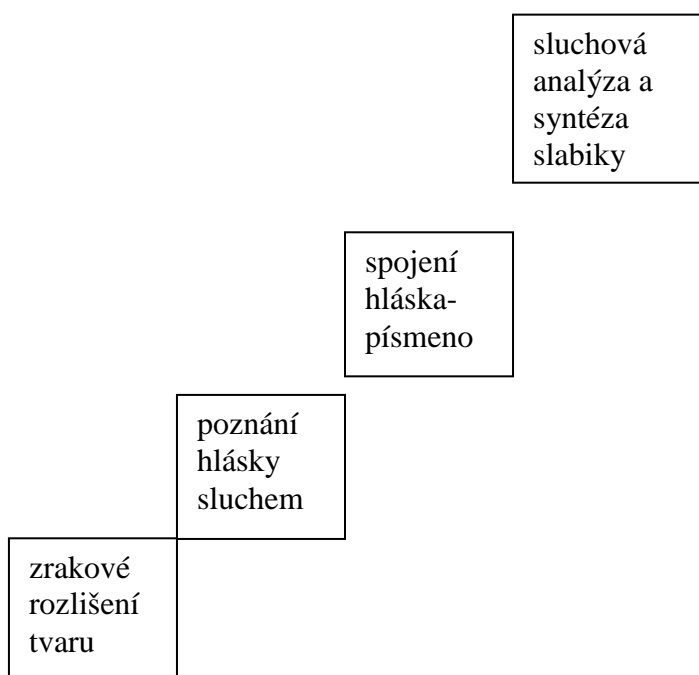 sluchová
analýza a
syntéza
slabiky
spojení
hláska-
písmeno
poznání
hlásky
sluchem
zrakové
rozlišení
tvaru